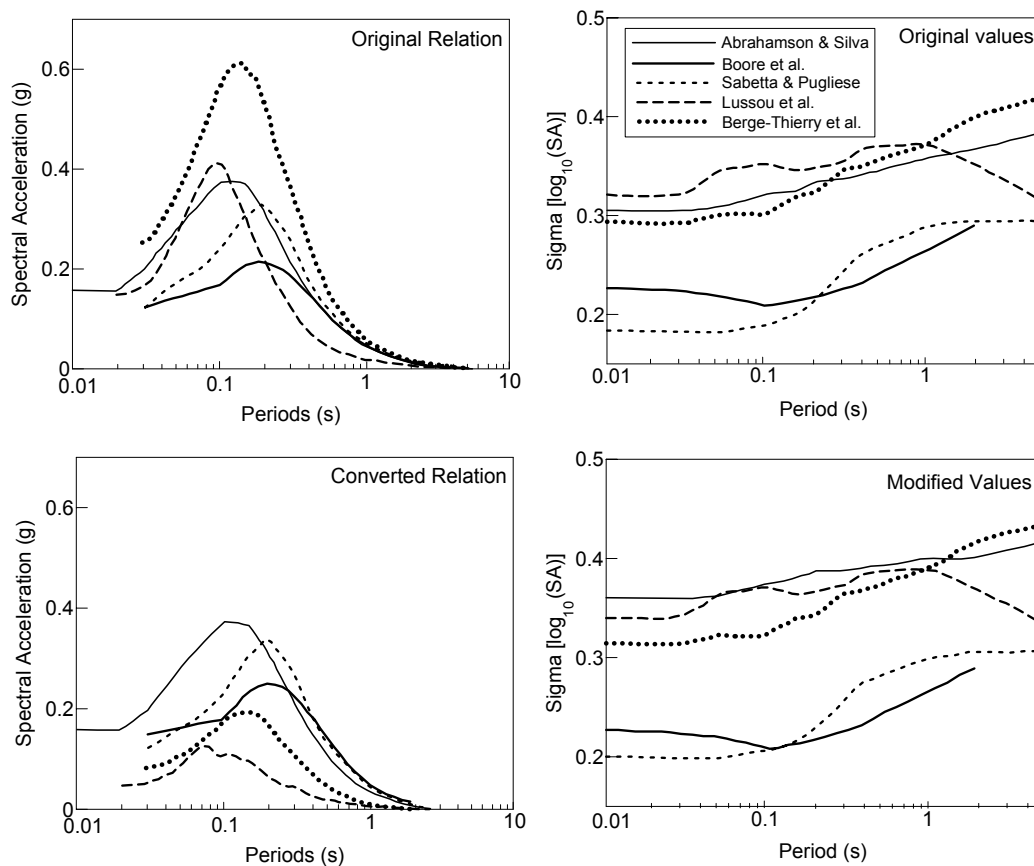 Original Relation
Spectral Acceleration (g)
0.6
0.4
0.2
0
0.01
0.1
1
10
Periods (s)
Original values
Abrahamson & Silva
Boore et al.
Sabetta & Pugliese
Lussou et al.
Berge-Thierry et al.
Sigma [log10(SA)]
0.5
0.4
0.3
0.2
0.01
0.1
1
Period (s)
Converted Relation
Spectral Acceleration (g)
0.6
0.4
0.2
0
0.01
0.1
1
10
Periods (s)
Modified Values
Sigma [log10(SA)]
0.5
0.4
0.3
0.2
0.01
0.1
1
Period (s)